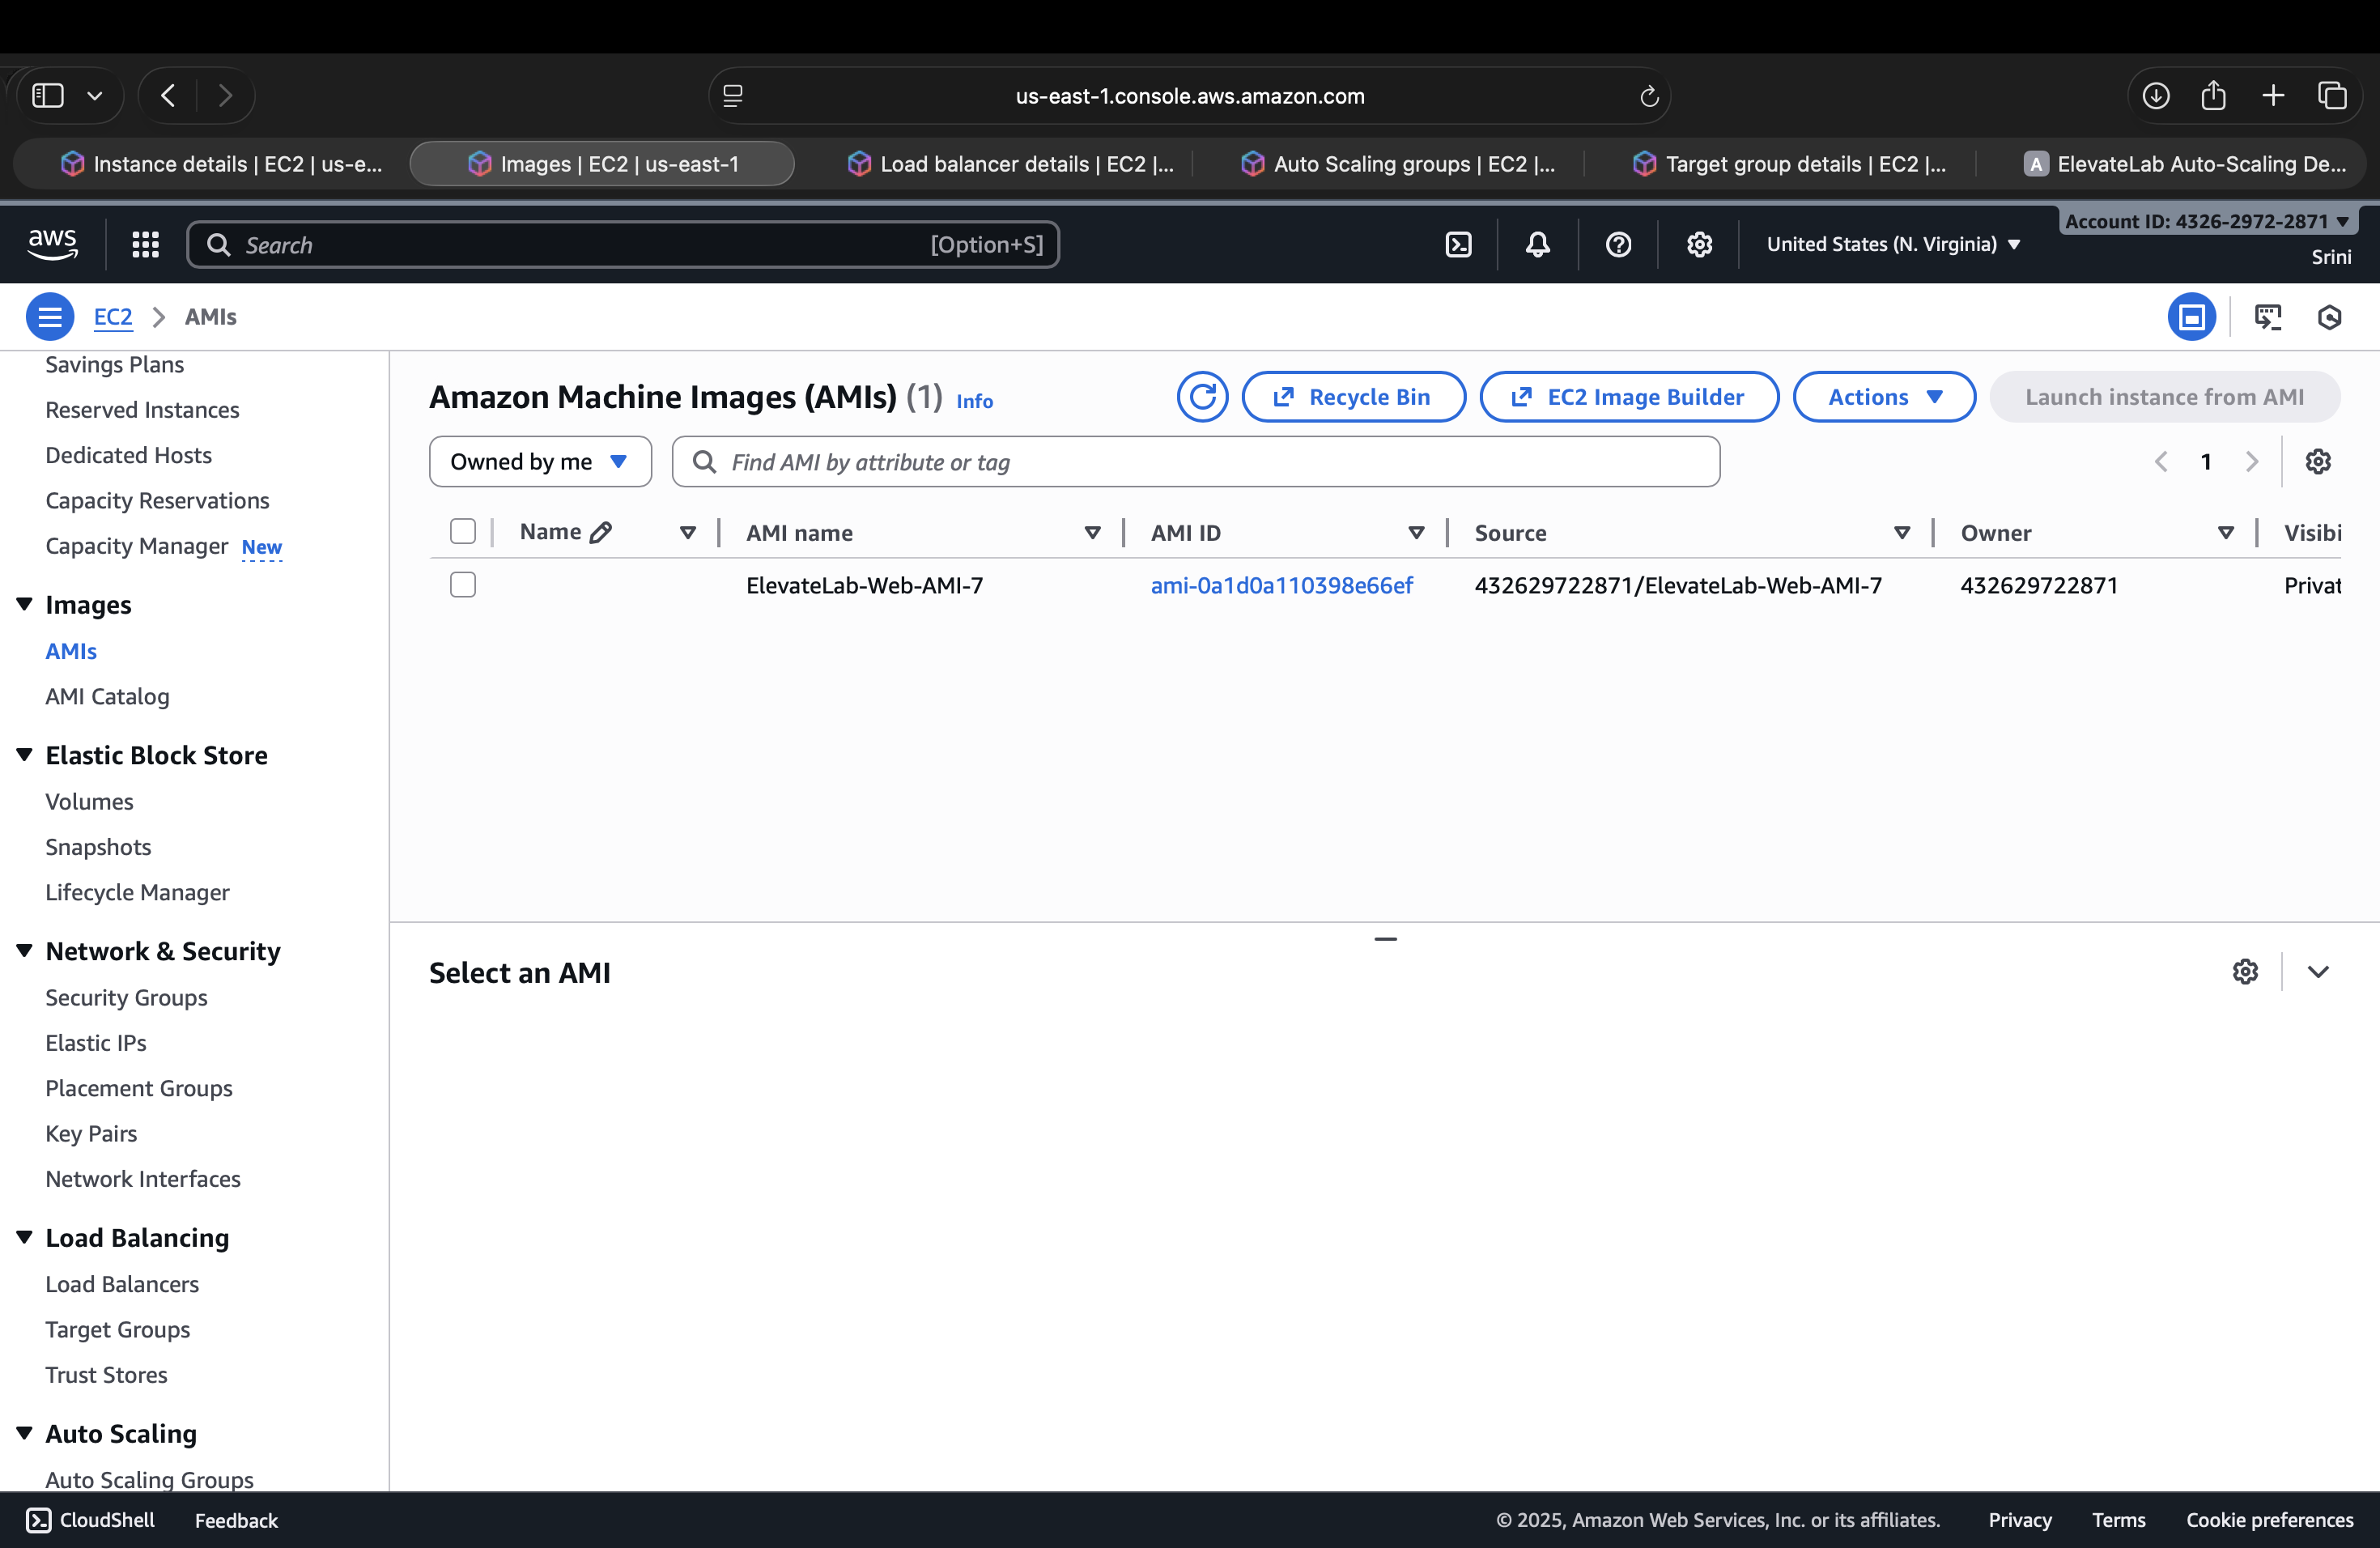 us-east-1.console.aws.amazon.com
Instance details | EC2 | us-e...
Images | EC2 | us-east-1
Load balancer details | EC2 |...
Auto Scaling groups | EC2 |...
Target group details | EC2 |...
A ElevateLab Auto-Scaling De...
aws
Search [Option+S]
United States (N. Virginia)
Account ID: 4326-2972-2871
Srini
EC2 > AMIs
Savings Plans
Reserved Instances
Dedicated Hosts
Capacity Reservations
Capacity Manager New
Images
AMIs
AMI Catalog
Elastic Block Store
Volumes
Snapshots
Lifecycle Manager
Network & Security
Security Groups
Elastic IPs
Placement Groups
Key Pairs
Network Interfaces
Load Balancing
Load Balancers
Target Groups
Trust Stores
Auto Scaling
Auto Scaling Groups
Amazon Machine Images (AMIs) (1) Info
Recycle Bin
EC2 Image Builder
Actions
Launch instance from AMI
Owned by me
Find AMI by attribute or tag
1
Name AMI name AMI ID Source Owner Visibi
ElevateLab-Web-AMI-7 ami-0a1d0a110398e66ef 432629722871/ElevateLab-Web-AMI-7 432629722871 Privat
Select an AMI
CloudShell Feedback
© 2025, Amazon Web Services, Inc. or its affiliates. Privacy Terms Cookie preferences